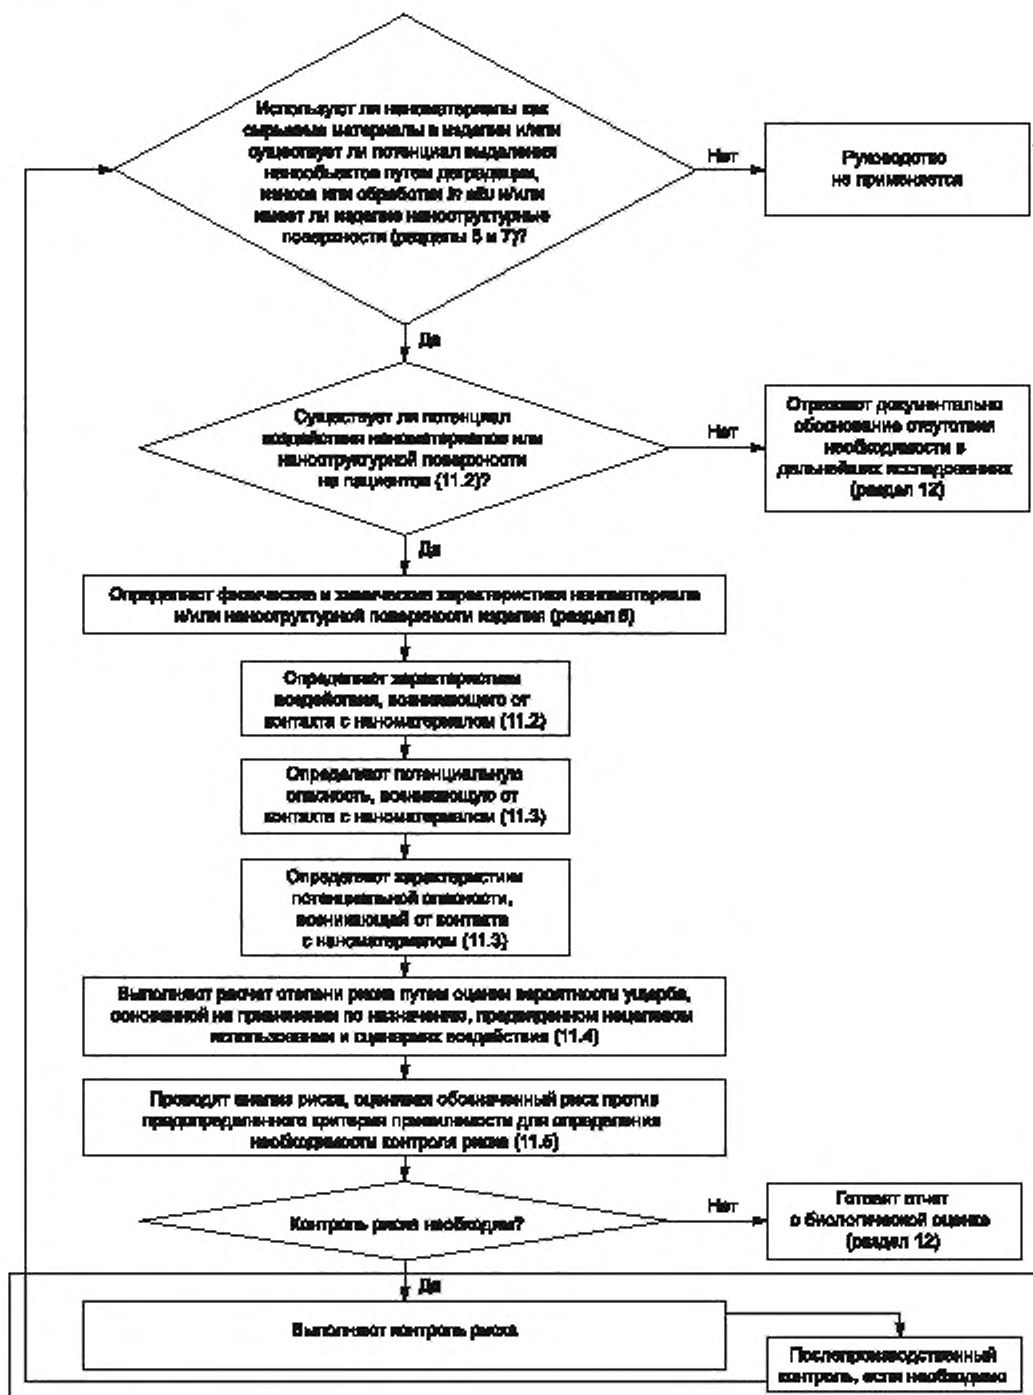 Используют ли наноматериалы как
сырьевые материалы в изделии и/или
существует ли потенциал выделения
нанообъектов путем деградации,
износа или обработки in situ и/или
имеет ли изделие наноструктурные
поверхности (разделы 5 и 7)?
Нет
Руководство
не применяется
Да
Существует ли потенциал
воздействия наноматериалов или
наноструктурной поверхности
на пациентов (11.2)?
Нет
Отражают документально
обоснование отсутствия
необходимости в
дальнейших исследованиях
(раздел 12)
Да
Определяют физические и химические характеристики наноматериала
и/или наноструктурной поверхности изделия (раздел 5)
Определяют характеристики
воздействия, возникающего от
контакта с наноматериалом (11.2)
Определяют потенциальную
опасность, возникающую от
контакта с наноматериалом (11.3)
Определяют характеристики
потенциальной опасности,
возникающей от контакта
с наноматериалом (11.3)
Выполняют расчет степени риска путем оценки вероятности ущерба,
основанной на применении по назначению, предвиденном нецелевом
использовании и сценариях воздействия (11.4)
Проводят анализ риска, оценивая обозначенный риск против
предопределенного критерия приемлемости для определения
необходимости контроля риска (11.5)
Контроль риска необходим?
Нет
Готовят отчет
о биологической оценке
(раздел 12)
Да
Выполняют контроль риска
Послепроизводственный
контроль, если необходимо